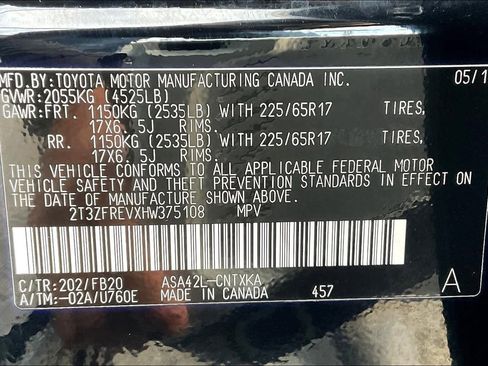 MFD.BY:TOYOTA MOTOR MANUFACTURING CANADA INC. 05/1
GVWR:2055KG (4525LB)
GAWR:FRT. 1150KG (2535LB) WITH 225/65R17 TIRES,
17X6.5J RIMS.
RR. 1150KG (2535LB) WITH 225/65R17 TIRES,
17X6.5J RIMS.
THIS VEHICLE CONFORMS TO ALL APPLICABLE FEDERAL MOTOR
VEHICLE SAFETY AND THEFT PREVENTION STANDARDS IN EFFECT ON
THE DATE OF MANUFACTURE SHOWN ABOVE.
2T3ZFREVXHW375108 MPV
C/TR:202/FB20 ASA42L-CNTXKA
A/TM:-02A/U760E MADE IN CANADA 457 A